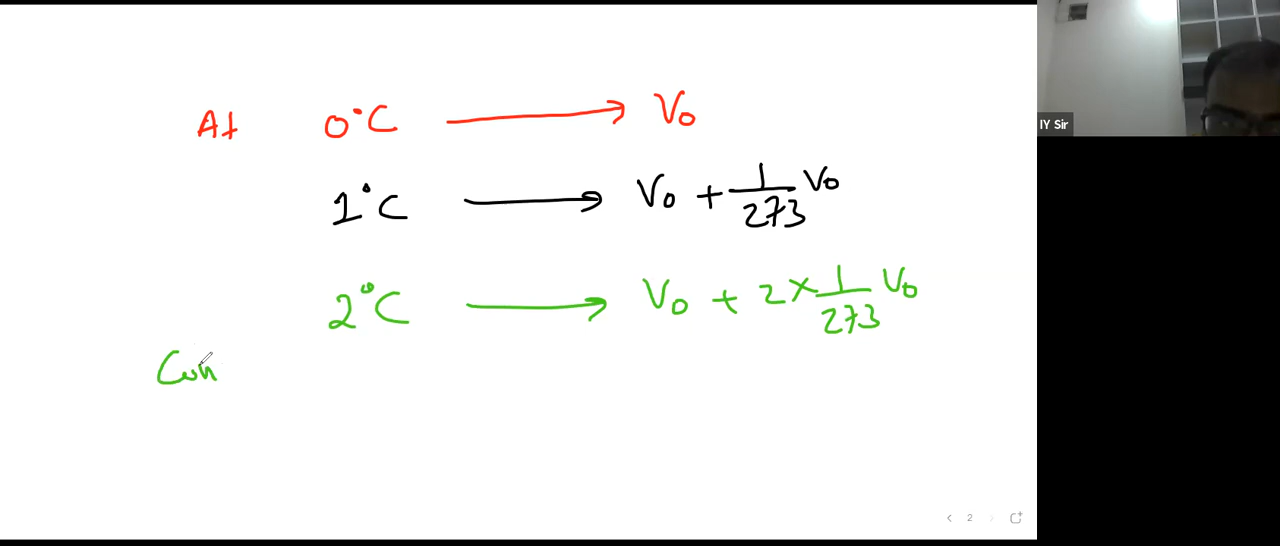 At 0°C → V₀
1°C → V₀ + 1/273 V₀
2°C → V₀ + 2 × 1/273 V₀
IY Sir
2